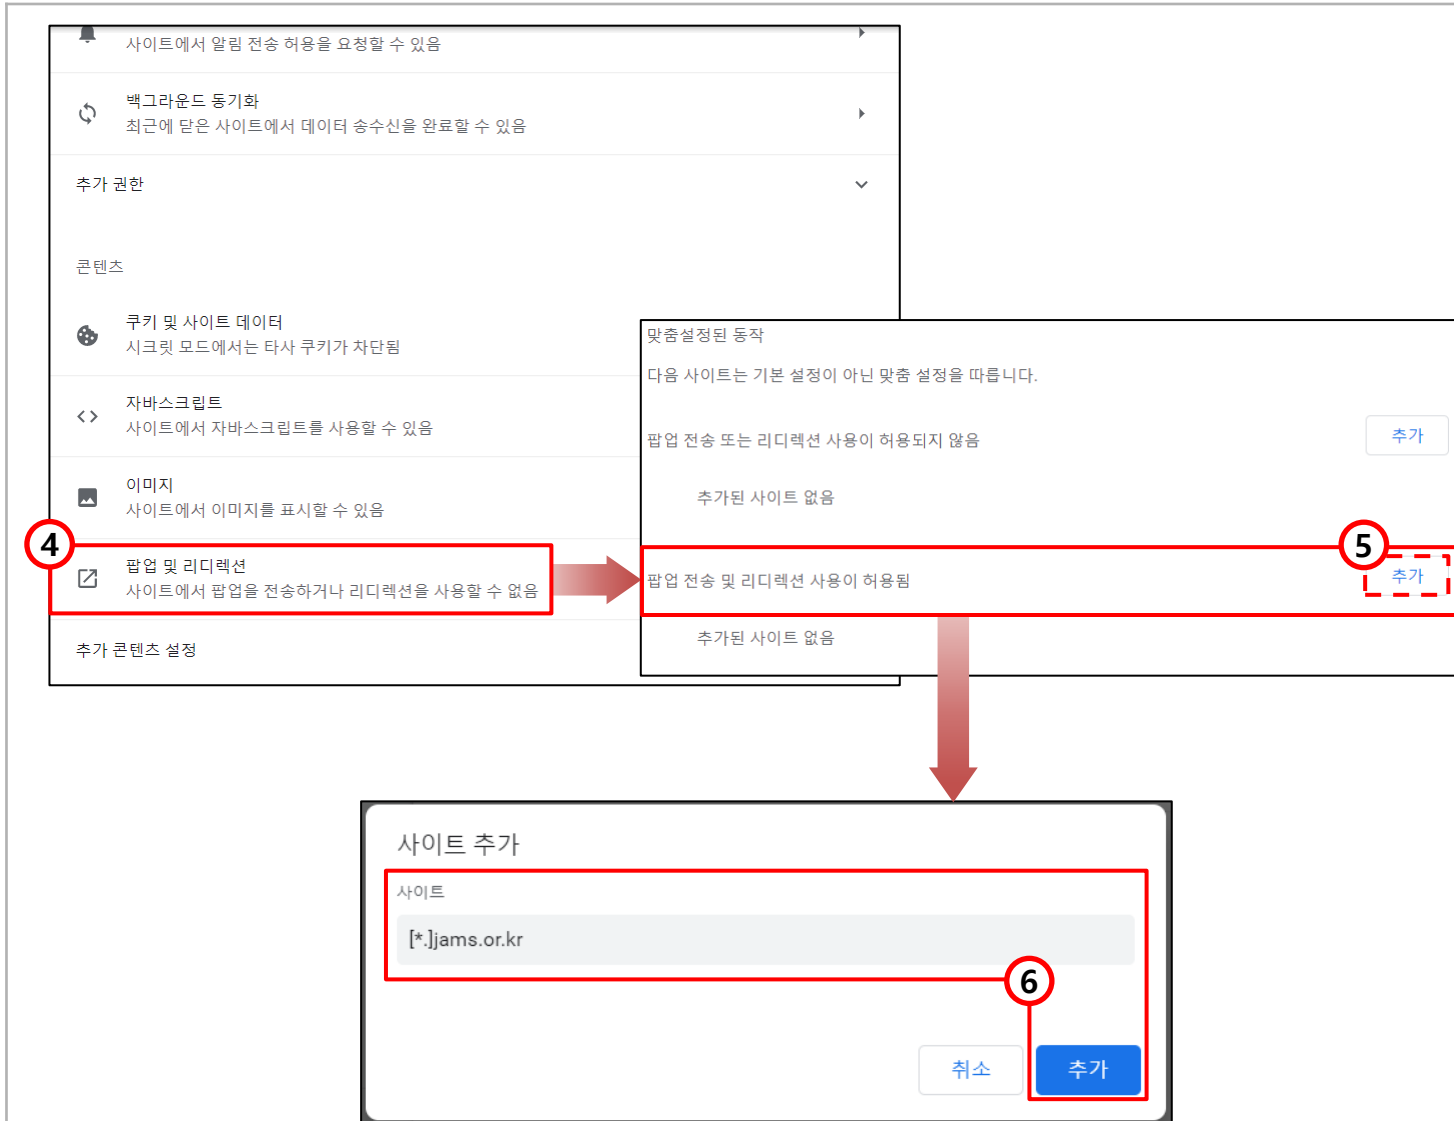 사이트에서 알림 전송 허용을 요청할 수 있음
백그라운드 동기화
최근에 닫은 사이트에서 데이터 송수신을 완료할 수 있음
추가 권한
콘텐츠
쿠키 및 사이트 데이터
시크릿 모드에서는 타사 쿠키가 차단됨
자바스크립트
사이트에서 자바스크립트를 사용할 수 있음
이미지
사이트에서 이미지를 표시할 수 있음
4
팝업 및 리디렉션
사이트에서 팝업을 전송하거나 리디렉션을 사용할 수 없음
추가 콘텐츠 설정
맞춤설정된 동작
다음 사이트는 기본 설정이 아닌 맞춤 설정을 따릅니다.
팝업 전송 또는 리디렉션 사용이 허용되지 않음
추가
추가된 사이트 없음
5
팝업 전송 및 리디렉션 사용이 허용됨
추가
추가된 사이트 없음
사이트 추가
사이트
[*.]jams.or.kr
6
취소
추가